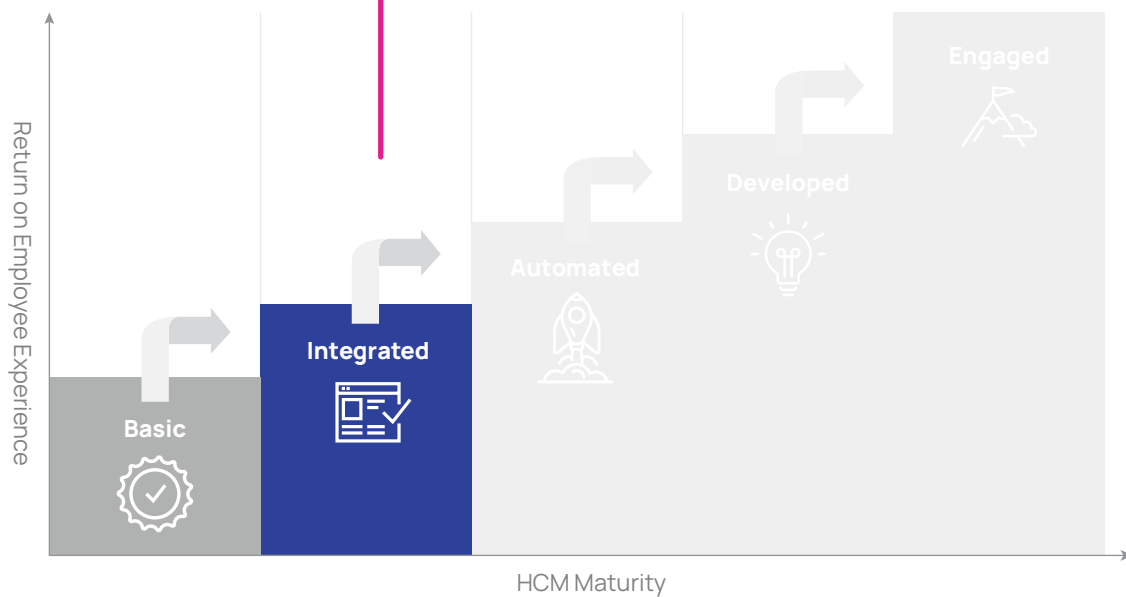 Engaged
Developed
Automated
Integrated
Basic
Return on Employee Experience
HCM Maturity